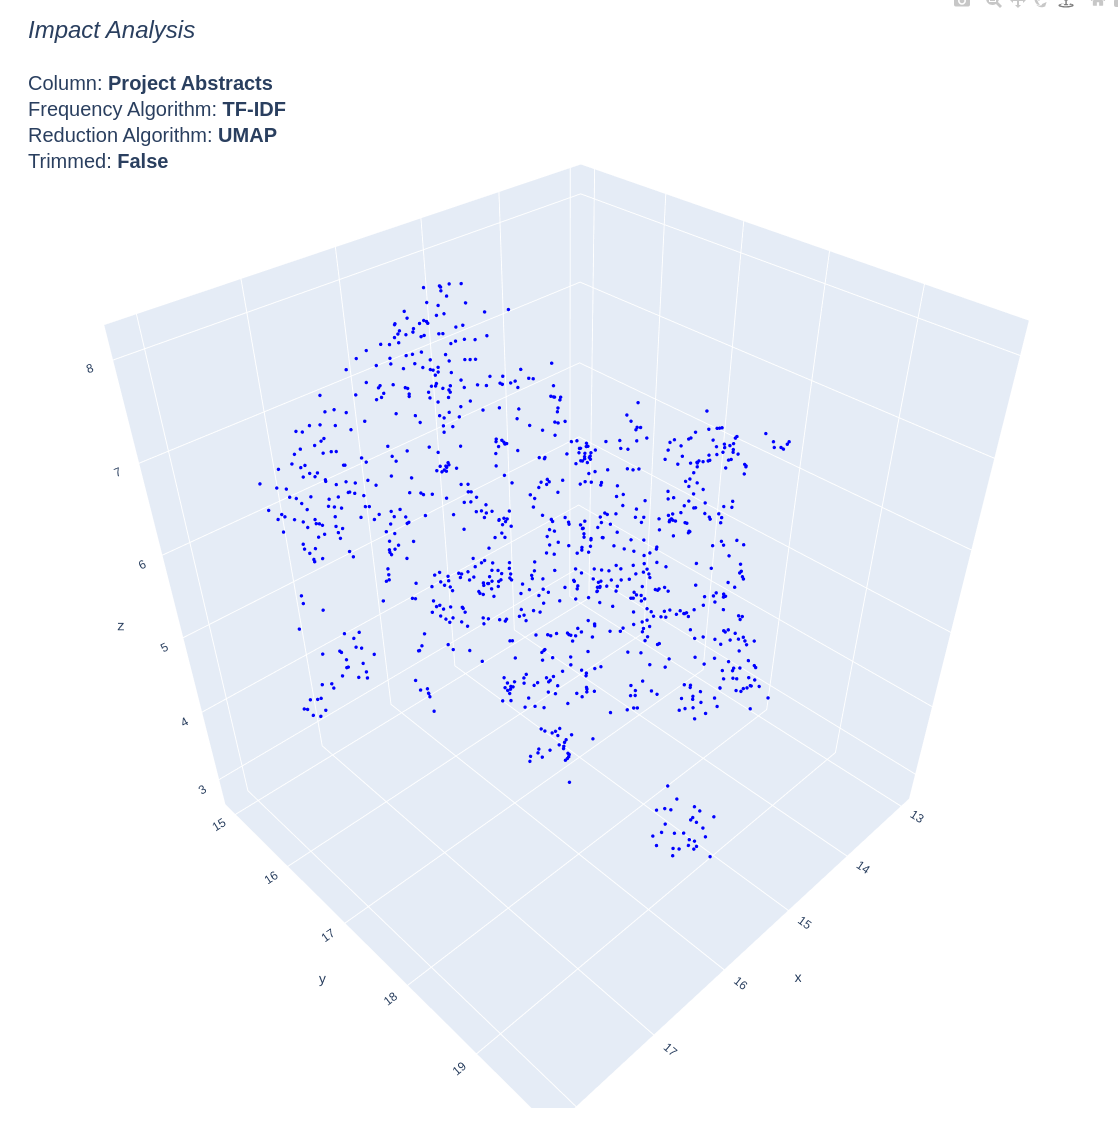 Impact Analysis
Column: Project Abstracts
Frequency Algorithm: TF-IDF
Reduction Algorithm: UMAP
Trimmed: False
8
7
6
z
5
4
3
15
16
17
y
18
19
13
14
15
x
16
17